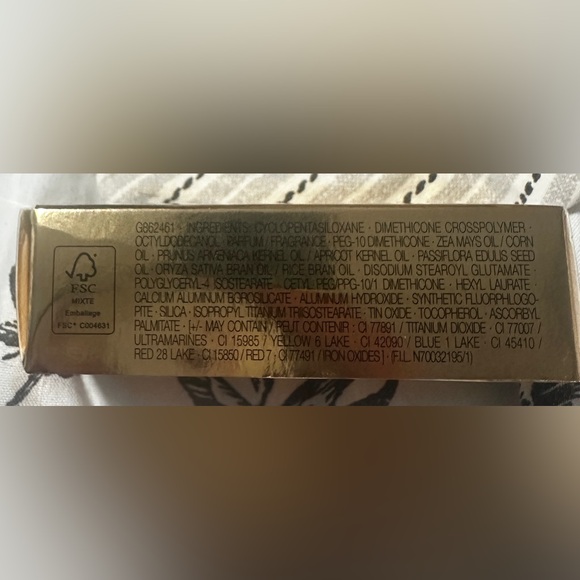 G662461 · INGREDIENTS: CYCLOPENTASILOXANE · DIMETHICONE CROSSPOLYMER ·
OCTYLDODECANOL · PARFUM / FRAGRANCE · PEG-10 DIMETHICONE · ZEA MAYS OIL / CORN
OIL · PRUNUS ARMENIACA KERNEL OIL / APRICOT KERNEL OIL · PASSIFLORA EDULIS SEED
OIL · ORYZA SATIVA BRAN OIL / RICE BRAN OIL · DISODIUM STEAROYL GLUTAMATE ·
POLYGLYCERYL-4 ISOSTEARATE · CETYL PEG/PPG-10/1 DIMETHICONE · HEXYL LAURATE ·
CALCIUM ALUMINUM BOROSILICATE · ALUMINUM HYDROXIDE · SYNTHETIC FLUORPHLOGO-
PITE · SILICA · ISOPROPYL TITANIUM TRIISOSTEARATE · TIN OXIDE · TOCOPHEROL · ASCORBYL
PALMITATE · [+/- MAY CONTAIN / PEUT CONTENIR : CI 77891 / TITANIUM DIOXIDE · CI 77007 /
ULTRAMARINES · CI 15985 / YELLOW 6 LAKE · CI 42090 / BLUE 1 LAKE · CI 45410 /
RED 28 LAKE · CI 15850 / RED 7 · CI 77491 / IRON OXIDES ] · (F.I.L. N70032195/1)
FSC
MIXTE
Emballage
FSC® C004631